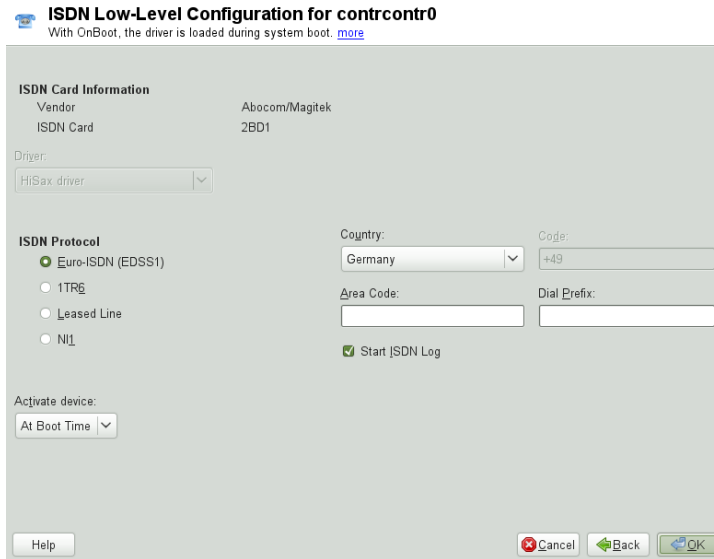 ISDN Low-Level Configuration for contrcontr0
With OnBoot, the driver is loaded during system boot. more
ISDN Card Information
Vendor Abocom/Magitek
ISDN Card 2BD1
Driver:
HiSax driver
ISDN Protocol
Euro-ISDN (EDSS1)
1TR6
Leased Line
NI1
Country: Code:
Germany +49
Area Code: Dial Prefix:
Start ISDN Log
Activate device:
At Boot Time
Help Cancel Back OK